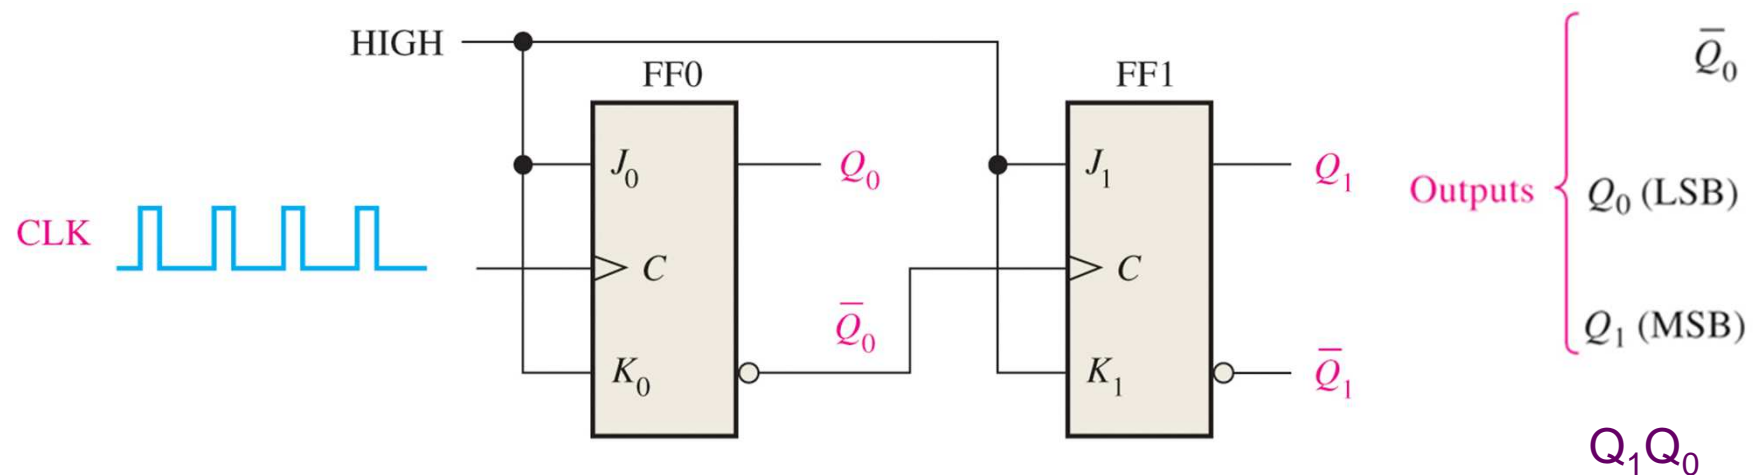 HIGH
FF0
FF1
Q̅₀
J₀
Q₀
J₁
Q₁
Outputs
Q₀ (LSB)
CLK
C
C
Q̅₀
Q₁ (MSB)
K₀
K₁
Q̅₁
Q₁Q₀